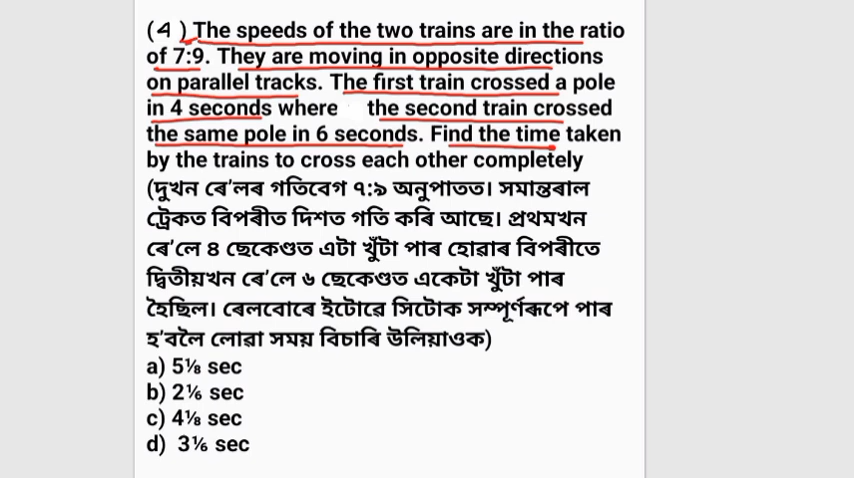 (4) The speeds of the two trains are in the ratio
of 7:9. They are moving in opposite directions
on parallel tracks. The first train crossed a pole
in 4 seconds where the second train crossed
the same pole in 6 seconds. Find the time taken
by the trains to cross each other completely
(দুখন ৰে'লৰ গতিবেগ ৭:৯ অনুপাতত। সমান্তৰাল
ট্ৰেকত বিপৰীত দিশত গতি কৰি আছে। প্ৰথমখন
ৰে'লে ৪ ছেকেণ্ডত এটা খুঁটা পাৰ হোৱাৰ বিপৰীতে
দ্বিতীয়খন ৰে'লে ৬ ছেকেণ্ডত একেটা খুঁটা পাৰ
হৈছিল। ৰেলবোৰে ইটোৱে সিটোক সম্পূৰ্ণৰূপে পাৰ
হ'বলৈ লোৱা সময় বিচাৰি উলিয়াওক)
a) 5⅛ sec
b) 2⅙ sec
c) 4⅛ sec
d) 3⅙ sec